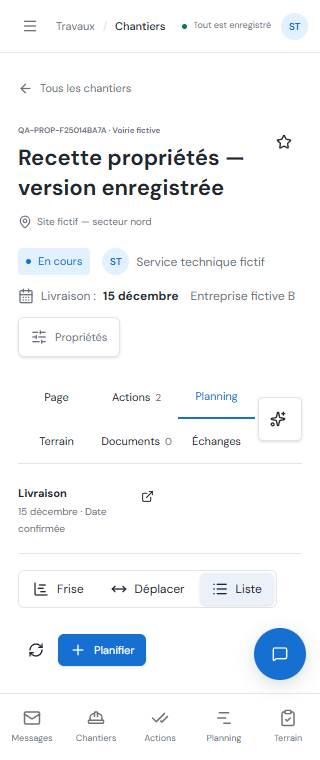 Travaux / Chantiers
Tout est enregistré
ST
Tous les chantiers
QA-PROP-F25014BA7A · Voirie fictive
Recette propriétés —
version enregistrée
Site fictif — secteur nord
En cours
ST
Service technique fictif
Livraison : 15 décembre
Entreprise fictive B
Propriétés
Page
Actions 2
Planning
Terrain
Documents 0
Échanges
Livraison
15 décembre · Date
confirmée
Frise
Déplacer
Liste
Planifier
Messages
Chantiers
Actions
Planning
Terrain